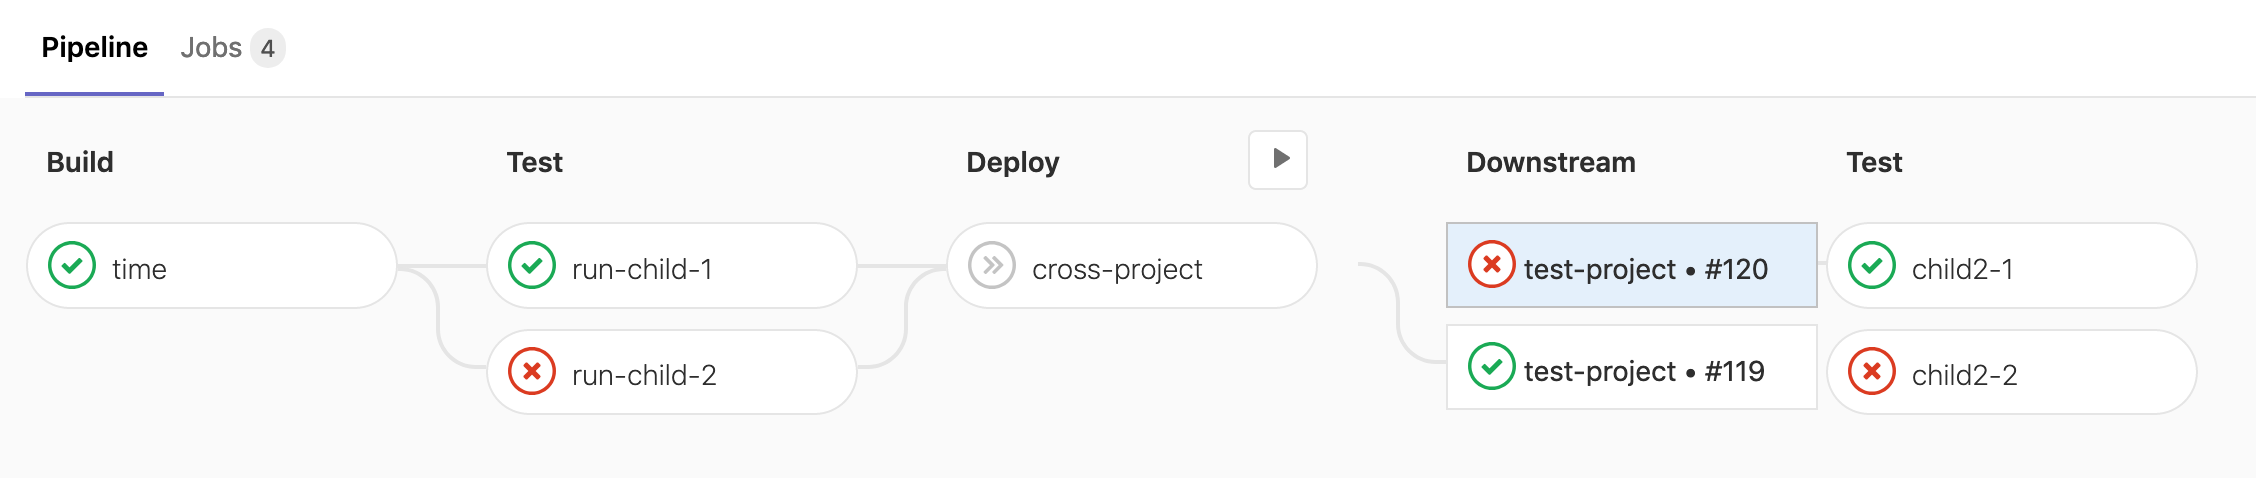 Pipeline Jobs 4
Build Test Deploy Downstream Test
time run-child-1 cross-project test-project • #120 child2-1
run-child-2 test-project • #119 child2-2